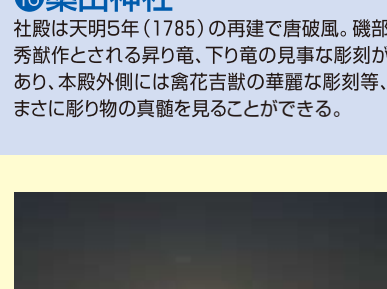 社殿は天明5年(1785)の再建で唐破風。磯部
秀猷作とされる昇り竜、下り竜の見事な彫刻が
あり、本殿外側には禽花吉獣の華麗な彫刻等、
まさに彫り物の真髄を見ることができる。